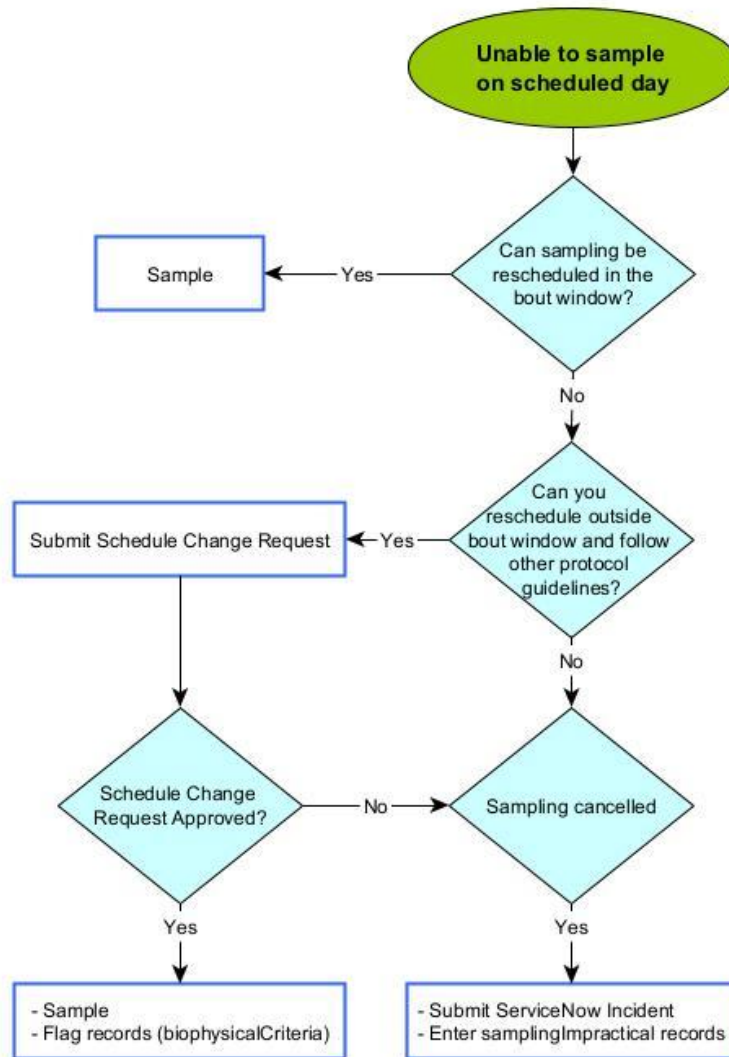 Unable to sample
on scheduled day
Can sampling be
rescheduled in the
bout window?
Yes
Sample
No
Can you
reschedule outside
bout window and follow
other protocol
guidelines?
Yes
Submit Schedule Change Request
No
Schedule Change
Request Approved?
No
Sampling cancelled
Yes
Yes
- Sample
- Flag records (biophysicalCriteria)
- Submit ServiceNow Incident
- Enter samplingImpractical records